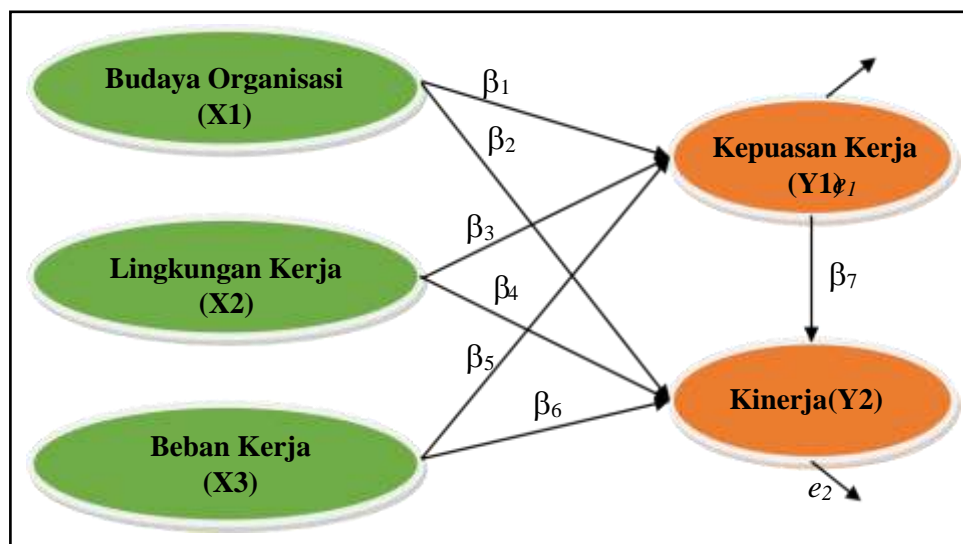 Budaya Organisasi
(X1)
β1
β2
Kepuasan Kerja
(Y1)e1
Lingkungan Kerja
(X2)
β3
β4
β7
β5
Beban Kerja
(X3)
β6
Kinerja(Y2)
e2